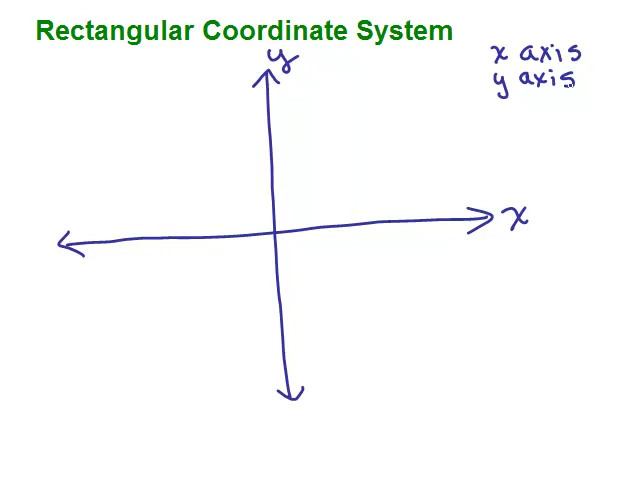 Rectangular Coordinate System
y
x axis
y axis
x